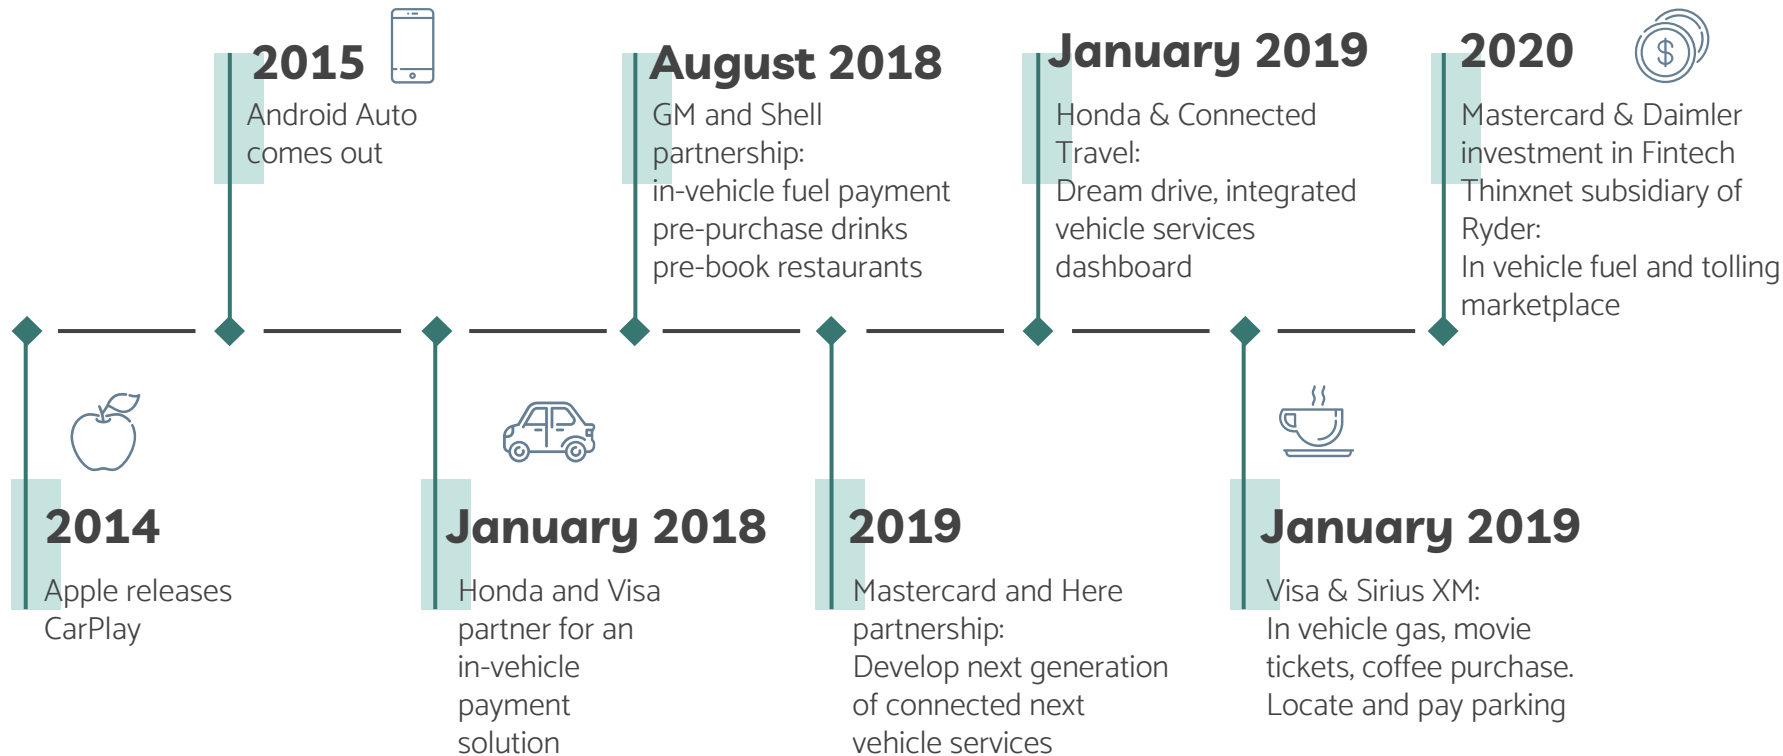 2015
Android Auto
comes out
August 2018
GM and Shell
partnership:
in-vehicle fuel payment
pre-purchase drinks
pre-book restaurants
January 2019
Honda & Connected
Travel:
Dream drive, integrated
vehicle services
dashboard
2020
$
Mastercard & Daimler
investment in Fintech
Thinxnet subsidiary of
Ryder:
In vehicle fuel and tolling
marketplace
2014
Apple releases
CarPlay
January 2018
Honda and Visa
partner for an
in-vehicle
payment
solution
2019
Mastercard and Here
partnership:
Develop next generation
of connected next
vehicle services
January 2019
Visa & Sirius XM:
In vehicle gas, movie
tickets, coffee purchase.
Locate and pay parking